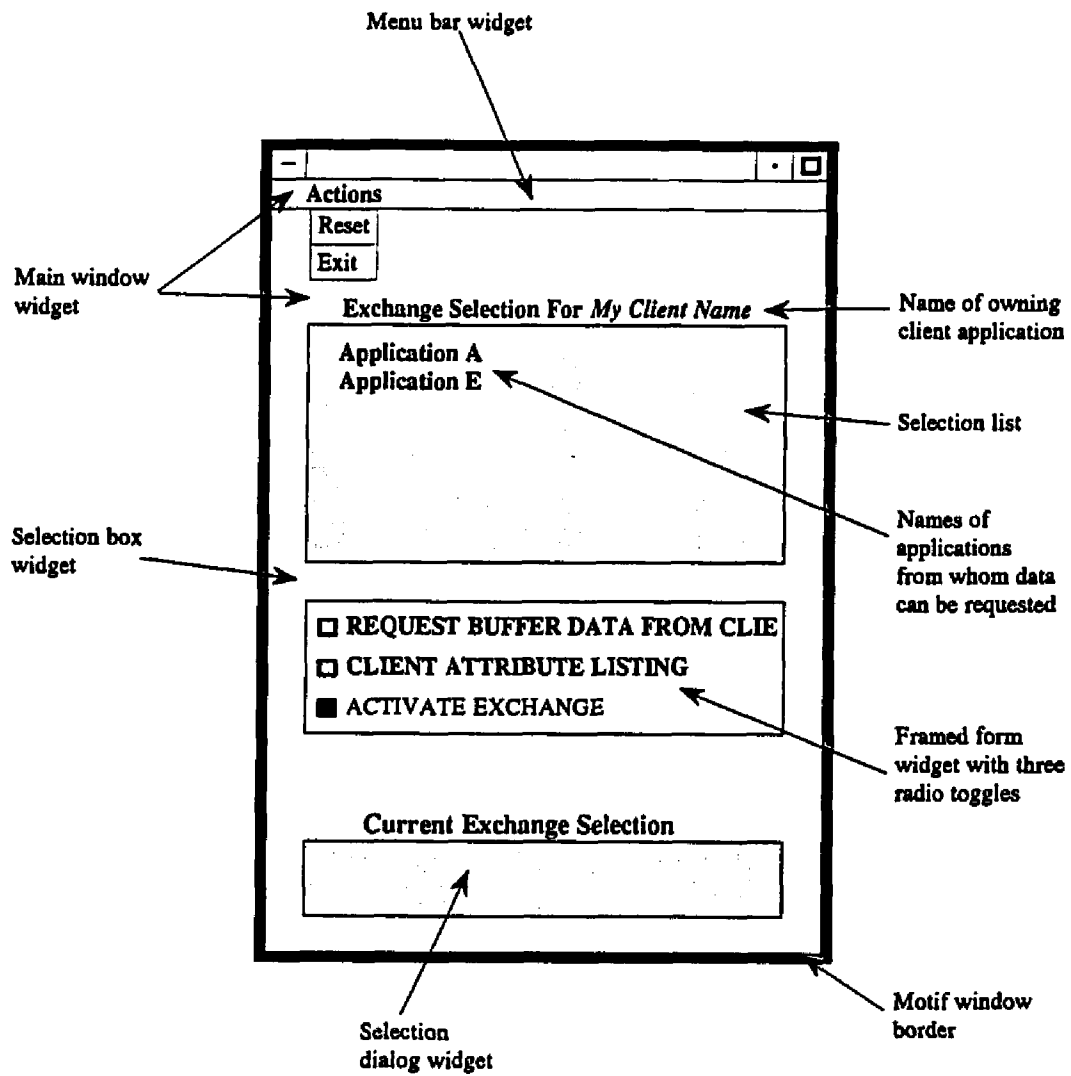 Menu bar widget
Actions
Reset
Exit
Main window
widget
Exchange Selection For My Client Name
Name of owning
client application
Application A
Application E
Selection list
Names of
applications
from whom data
can be requested
Selection box
widget
REQUEST BUFFER DATA FROM CLIE
CLIENT ATTRIBUTE LISTING
ACTIVATE EXCHANGE
Framed form
widget with three
radio toggles
Current Exchange Selection
Selection
dialog widget
Motif window
border